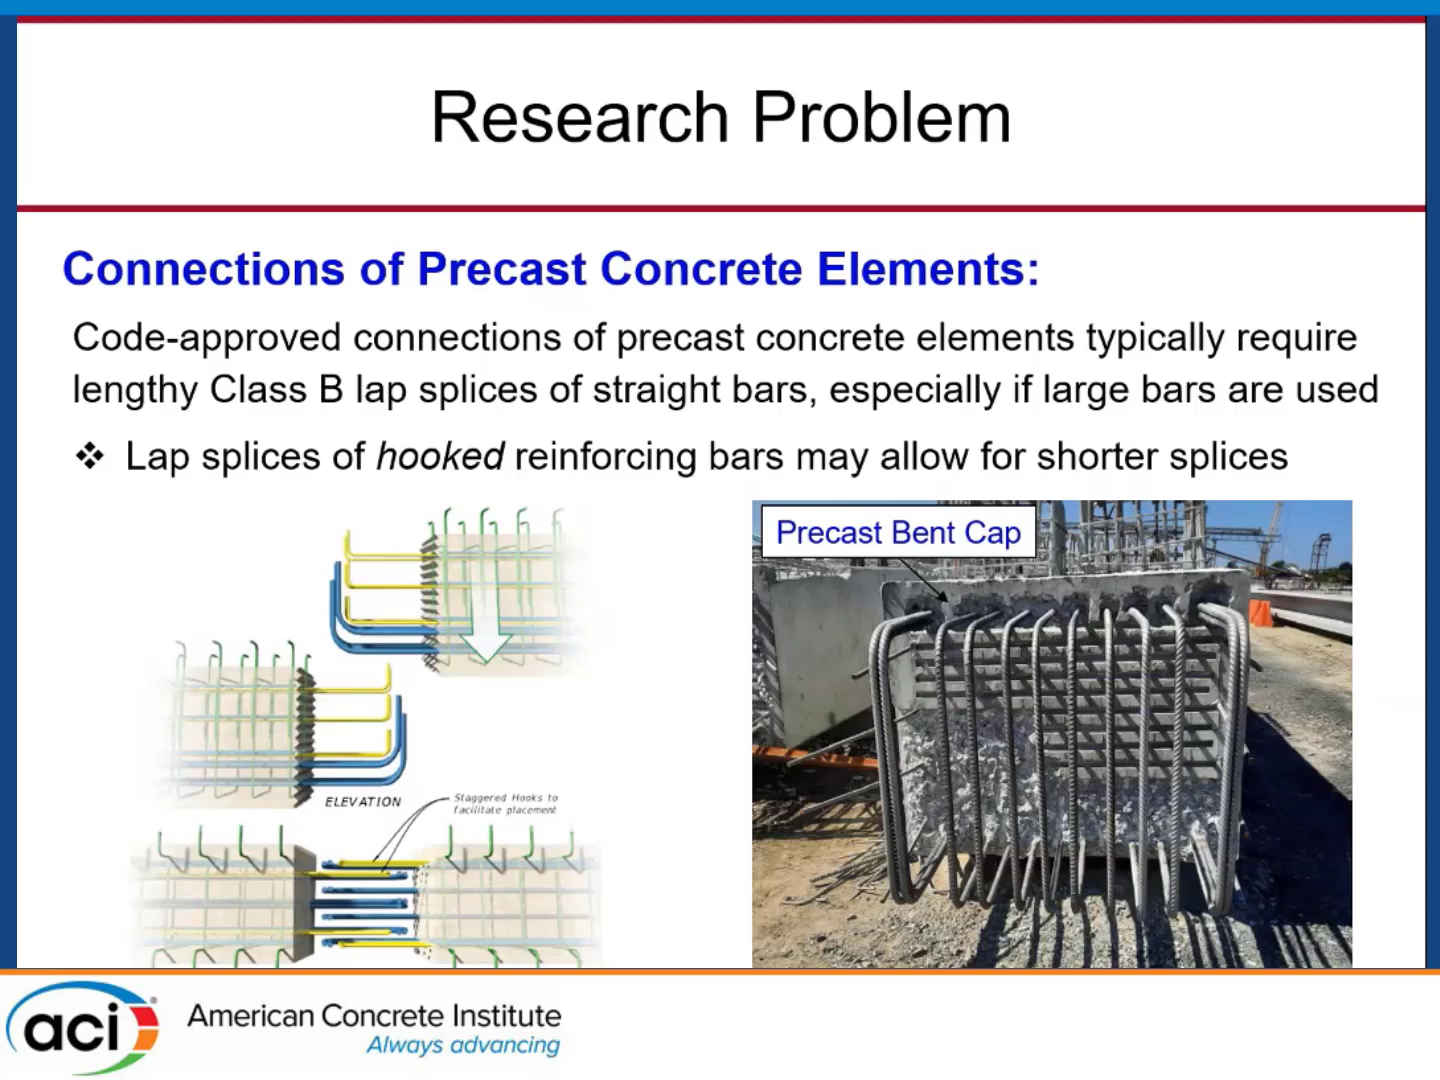 Research Problem
Connections of Precast Concrete Elements:
Code-approved connections of precast concrete elements typically require
lengthy Class B lap splices of straight bars, especially if large bars are used
❖ Lap splices of hooked reinforcing bars may allow for shorter splices
Precast Bent Cap
ELEVATION
Staggered Hooks to
facilitate placement
aci®
American Concrete Institute
Always advancing